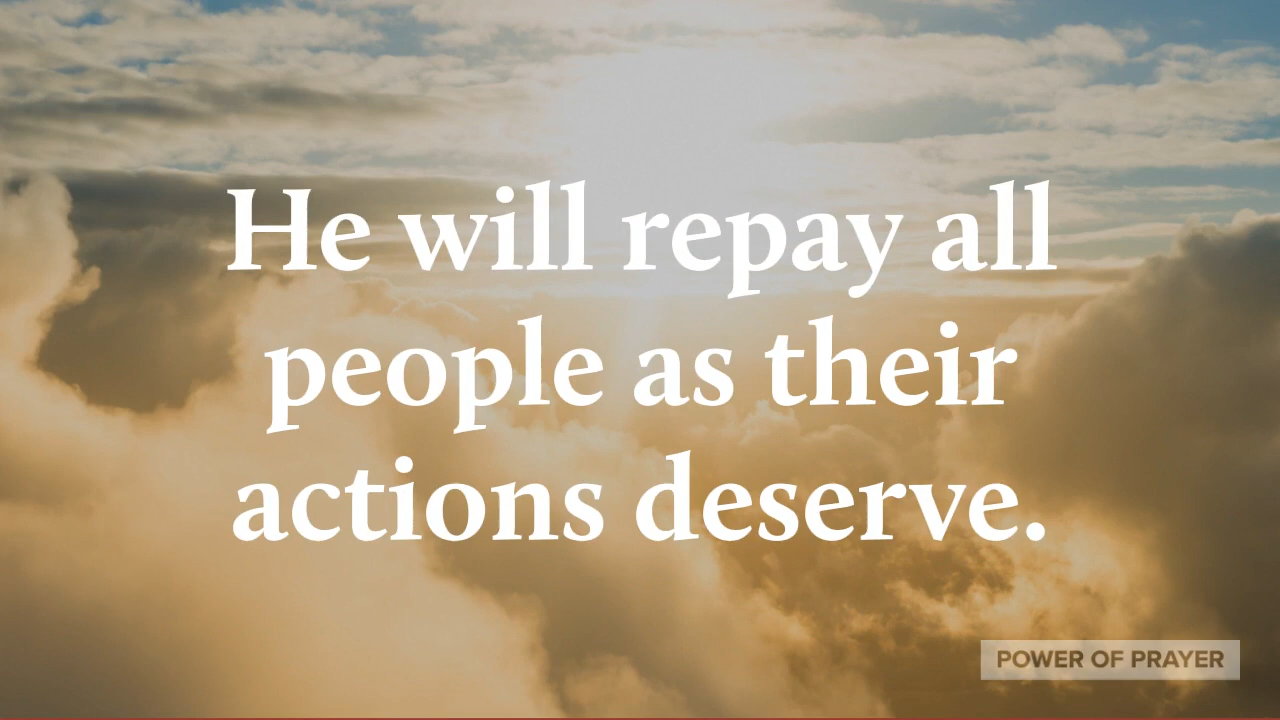 He will repay all
people as their
actions deserve.
POWER OF PRAYER